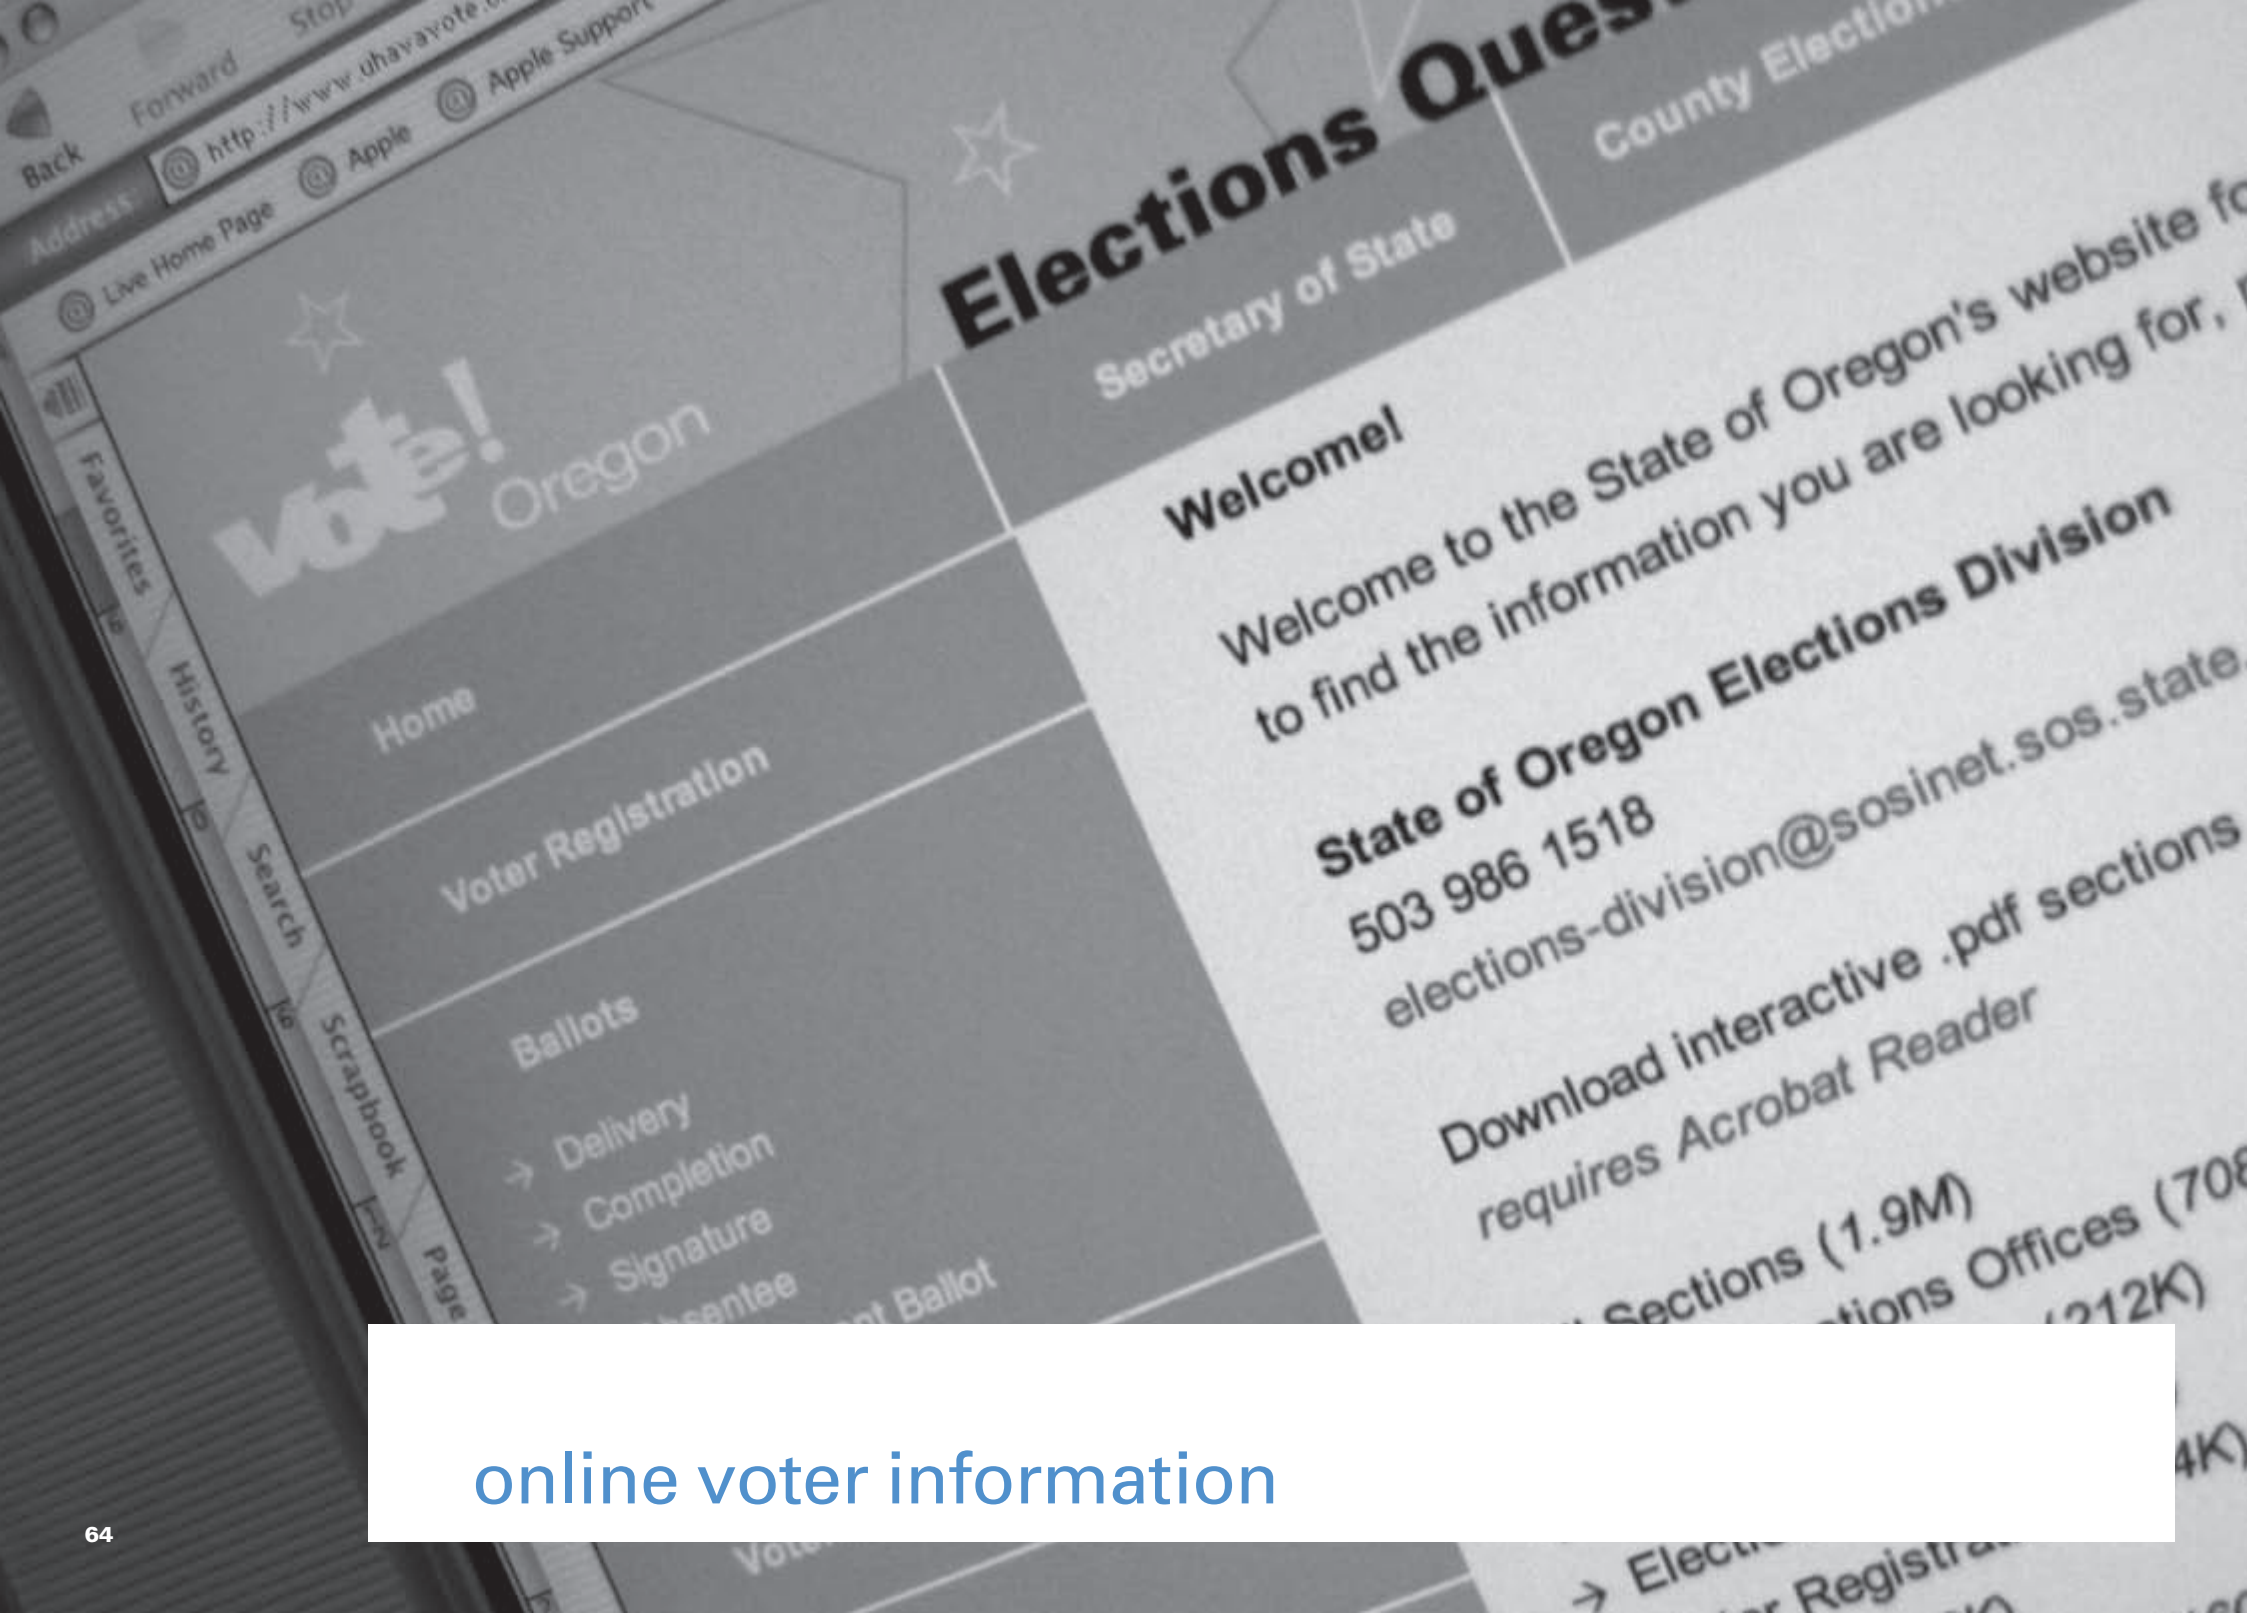 Stop
Forward
Back
Address
http://www.uhavavote.
Live Home Page
Apple
Apple Support
Favorites
History
Search
Scrapbook
Page
vote!
Oregon
Elections
Secretary of State
County
Home
Voter Registration
Ballots
→ Delivery
→ Completion
→ Signature
Ballot
Welcome!
Welcome to the State of Oregon's website
to find the information you are looking for,
State of Oregon Elections Division
503 986 1518
elections-division@sosinet.sos.state.
Download interactive .pdf sections
requires Acrobat Reader
Sections (1.9M)
Offices (708
(212K)
4K)
online voter information
64